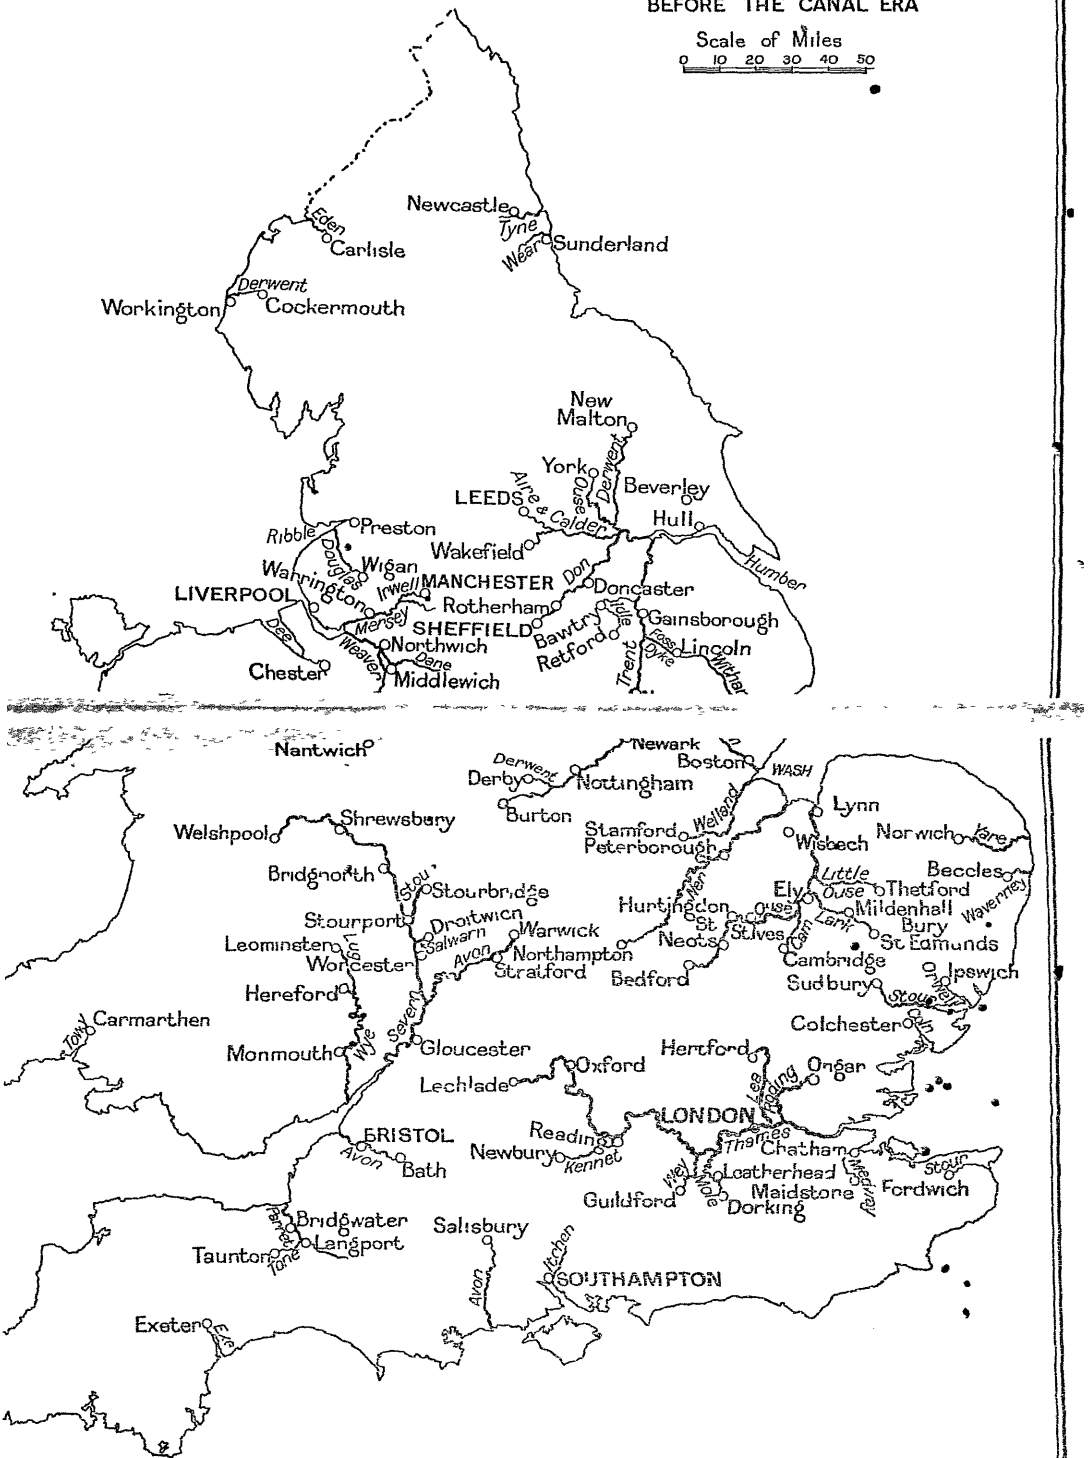 BEFORE THE CANAL ERA
Scale of Miles
0 10 20 30 40 50
Newcastle
Tyne
Eden
Carlisle
Wear
Sunderland
Derwent
Workington
Cockermouth
New
Malton
York
Derwent
Aire &
Calder
Ouse
Beverley
LEEDS
Hull
Ribble
Preston
Wakefield
Humber
Douglas
Wigan
Don
Warrington
Irwell
MANCHESTER
Doncaster
LIVERPOOL
Rotherham
Idle
Mersey
SHEFFIELD
Bawtry
Gainsborough
Dee
Retford
Foss
Dyke
Lincoln
Weaver
Northwich
Trent
Witham
Chester
Dane
Middlewich
Nantwich
Newark
Boston
WASH
Derwent
Derby
Nottingham
Burton
Welland
Lynn
Welshpool
Shrewsbury
Stamford
Peterborough
Wisbech
Norwich
Yare
Bridgnorth
Nen
Little
Ouse
Beccles
Stour
Stourbridge
Ely
Thetford
Waverney
Stourport
Huntingdon
Ouse
Mildenhall
Droitwich
Salwarn
Warwick
St
Neots
St Ives
Cam
Lark
Bury
St Edmunds
Leominster
Lugg
Worcester
Avon
Stratford
Northampton
Cambridge
Bedford
Sudbury
Orwell
Ipswich
Hereford
Stour
Severn
Carmarthen
Towy
Colchester
Coln
Monmouth
Wye
Gloucester
Hertford
Lechlade
Oxford
Lea
Roding
Ongar
LONDON
BRISTOL
Reading
Thames
Chatham
Avon
Bath
Newbury
Kennet
Wey
Mole
Leatherhead
Medway
Stour
Guildford
Maidstone
Fordwich
Dorking
Parret
Bridgwater
Salisbury
Langport
Taunton
Tone
Itchen
Avon
SOUTHAMPTON
Exeter
Exe